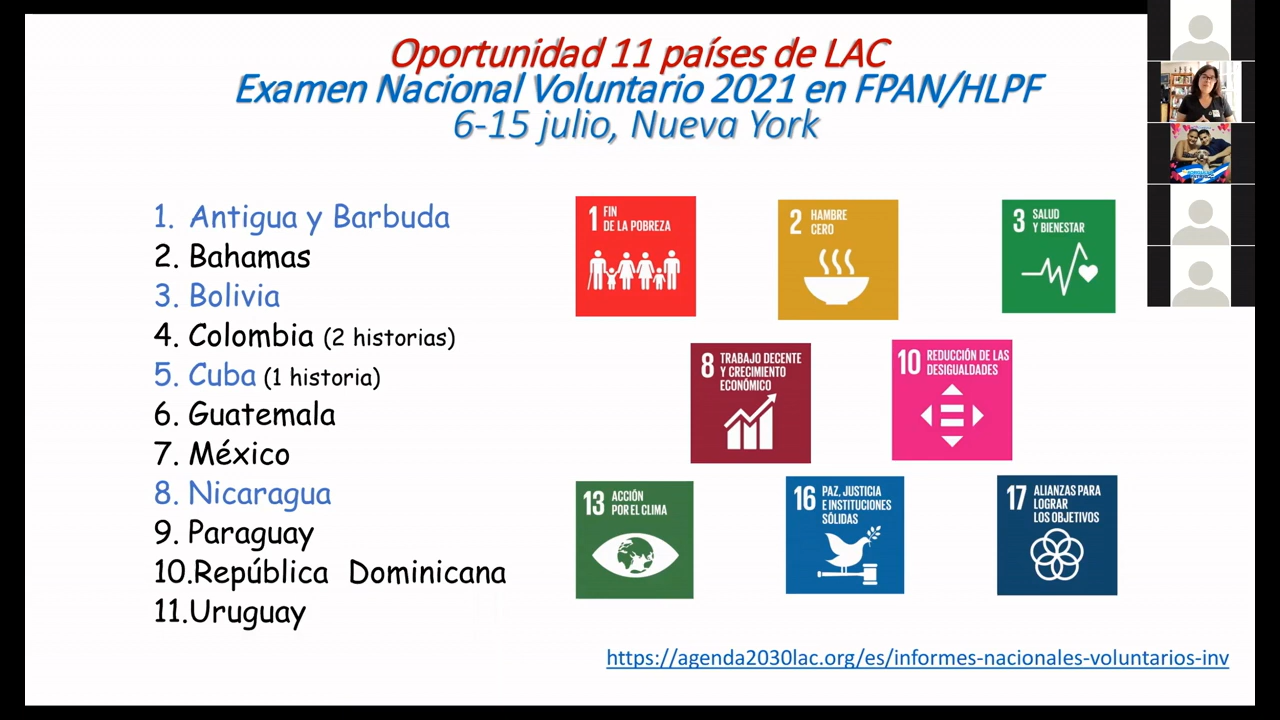 Oportunidad 11 países de LAC
Examen Nacional Voluntario 2021 en FPAN/HLPF
6-15 julio, Nueva York
1. Antigua y Barbuda
2. Bahamas
3. Bolivia
4. Colombia (2 historias)
5. Cuba (1 historia)
6. Guatemala
7. México
8. Nicaragua
9. Paraguay
10.República Dominicana
11.Uruguay
1 FIN
DE LA POBREZA
2 HAMBRE
CERO
3 SALUD
Y BIENESTAR
8 TRABAJO DECENTE
Y CRECIMIENTO
ECONÓMICO
10 REDUCCIÓN DE LAS
DESIGUALDADES
13 ACCIÓN
POR EL CLIMA
16 PAZ, JUSTICIA
E INSTITUCIONES
SÓLIDAS
17 ALIANZAS PARA
LOGRAR
LOS OBJETIVOS
https://agenda2030lac.org/es/informes-nacionales-voluntarios-inv